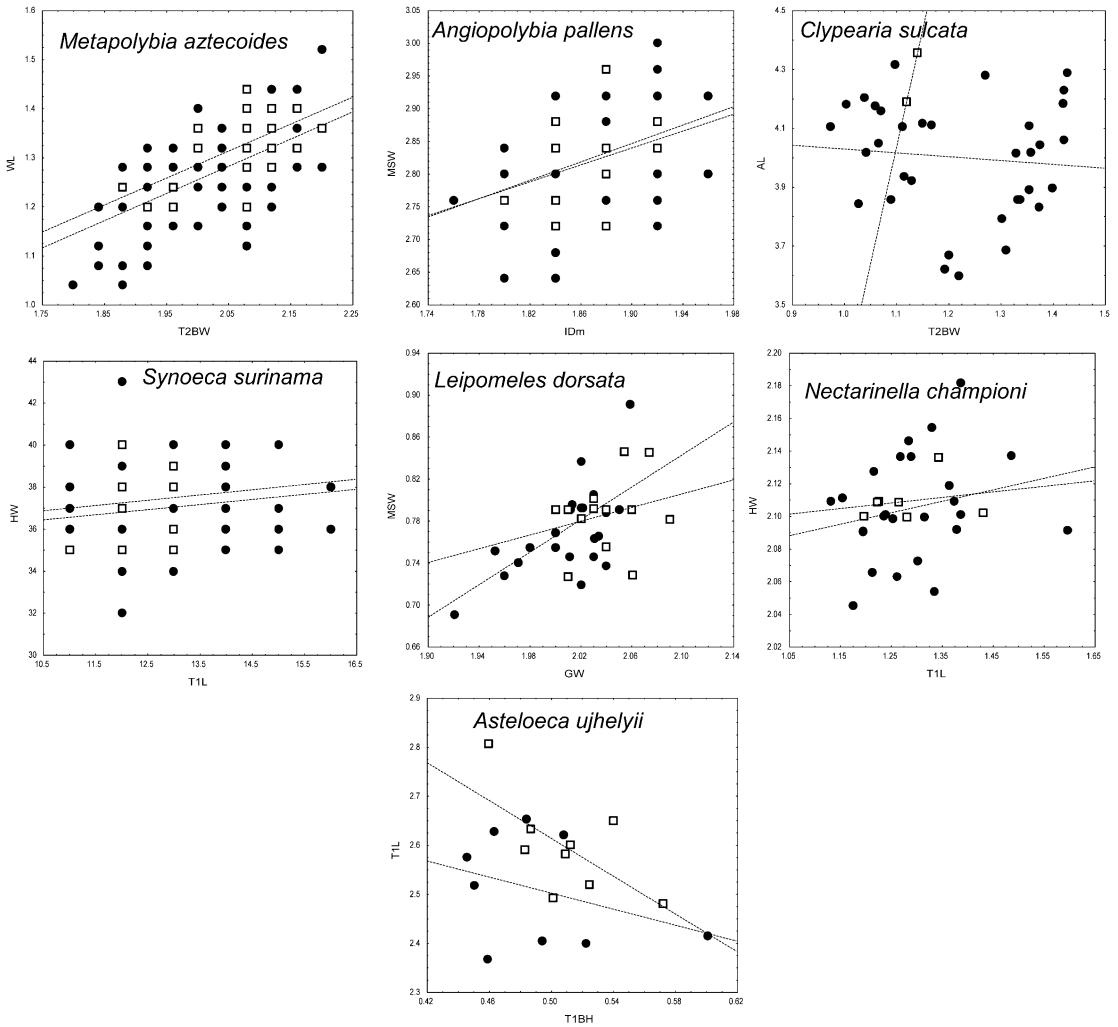 Metapolybia aztecoides
1.6
1.5
1.4
1.3
1.2
1.1
1.0
WL
1.75 1.85 1.95 2.05 2.15 2.25
T2BW
Angiopolybia pallens
3.00
2.95
2.90
2.85
2.80
2.75
2.70
2.65
2.60
MSW
1.74 1.78 1.82 1.86 1.90 1.94 1.98
IDm
Clypearia sulcata
4.5
4.3
4.1
3.9
3.7
3.5
AL
0.9 1.0 1.1 1.2 1.3 1.4 1.5
T2BW
Synoeca surinama
44
42
40
38
36
34
32
30
HW
10.5 11.5 12.5 13.5 14.5 15.5 16.5
T1L
Leipomeles dorsata
0.94
0.90
0.86
0.82
0.78
0.74
0.70
0.66
MSW
1.90 1.94 1.98 2.02 2.06 2.10 2.14
GW
Nectarinella championi
2.20
2.18
2.16
2.14
2.12
2.10
2.08
2.06
2.04
2.02
HW
1.05 1.15 1.25 1.35 1.45 1.55 1.65
T1L
Asteloeca ujhelyii
2.9
2.8
2.7
2.6
2.5
2.4
2.3
T1L
0.42 0.46 0.50 0.54 0.58 0.62
T1BH